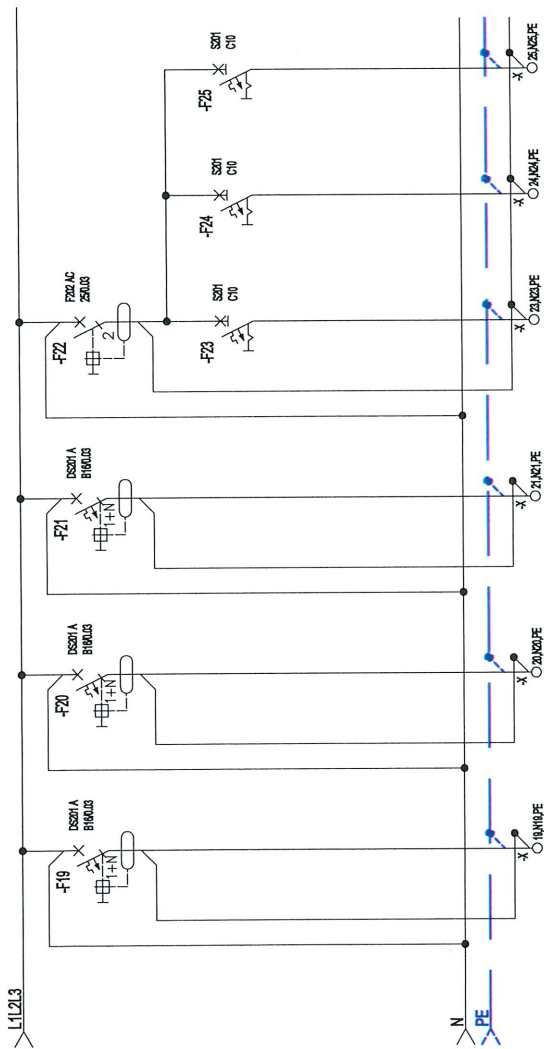 L1L2L3
-F19
DS201 A
B16/0.03
1+N
-F20
DS201 A
B16/0.03
1+N
-F21
DS201 A
B16/0.03
1+N
-F22
F202 AC
25/0.03
2
-F23
S201
C10
-F24
S201
C10
-F25
S201
C10
N
PE
-X
19,N19,PE
-X
20,N20,PE
-X
21,N21,PE
-X
23,N23,PE
-X
24,N24,PE
-X
25,N25,PE